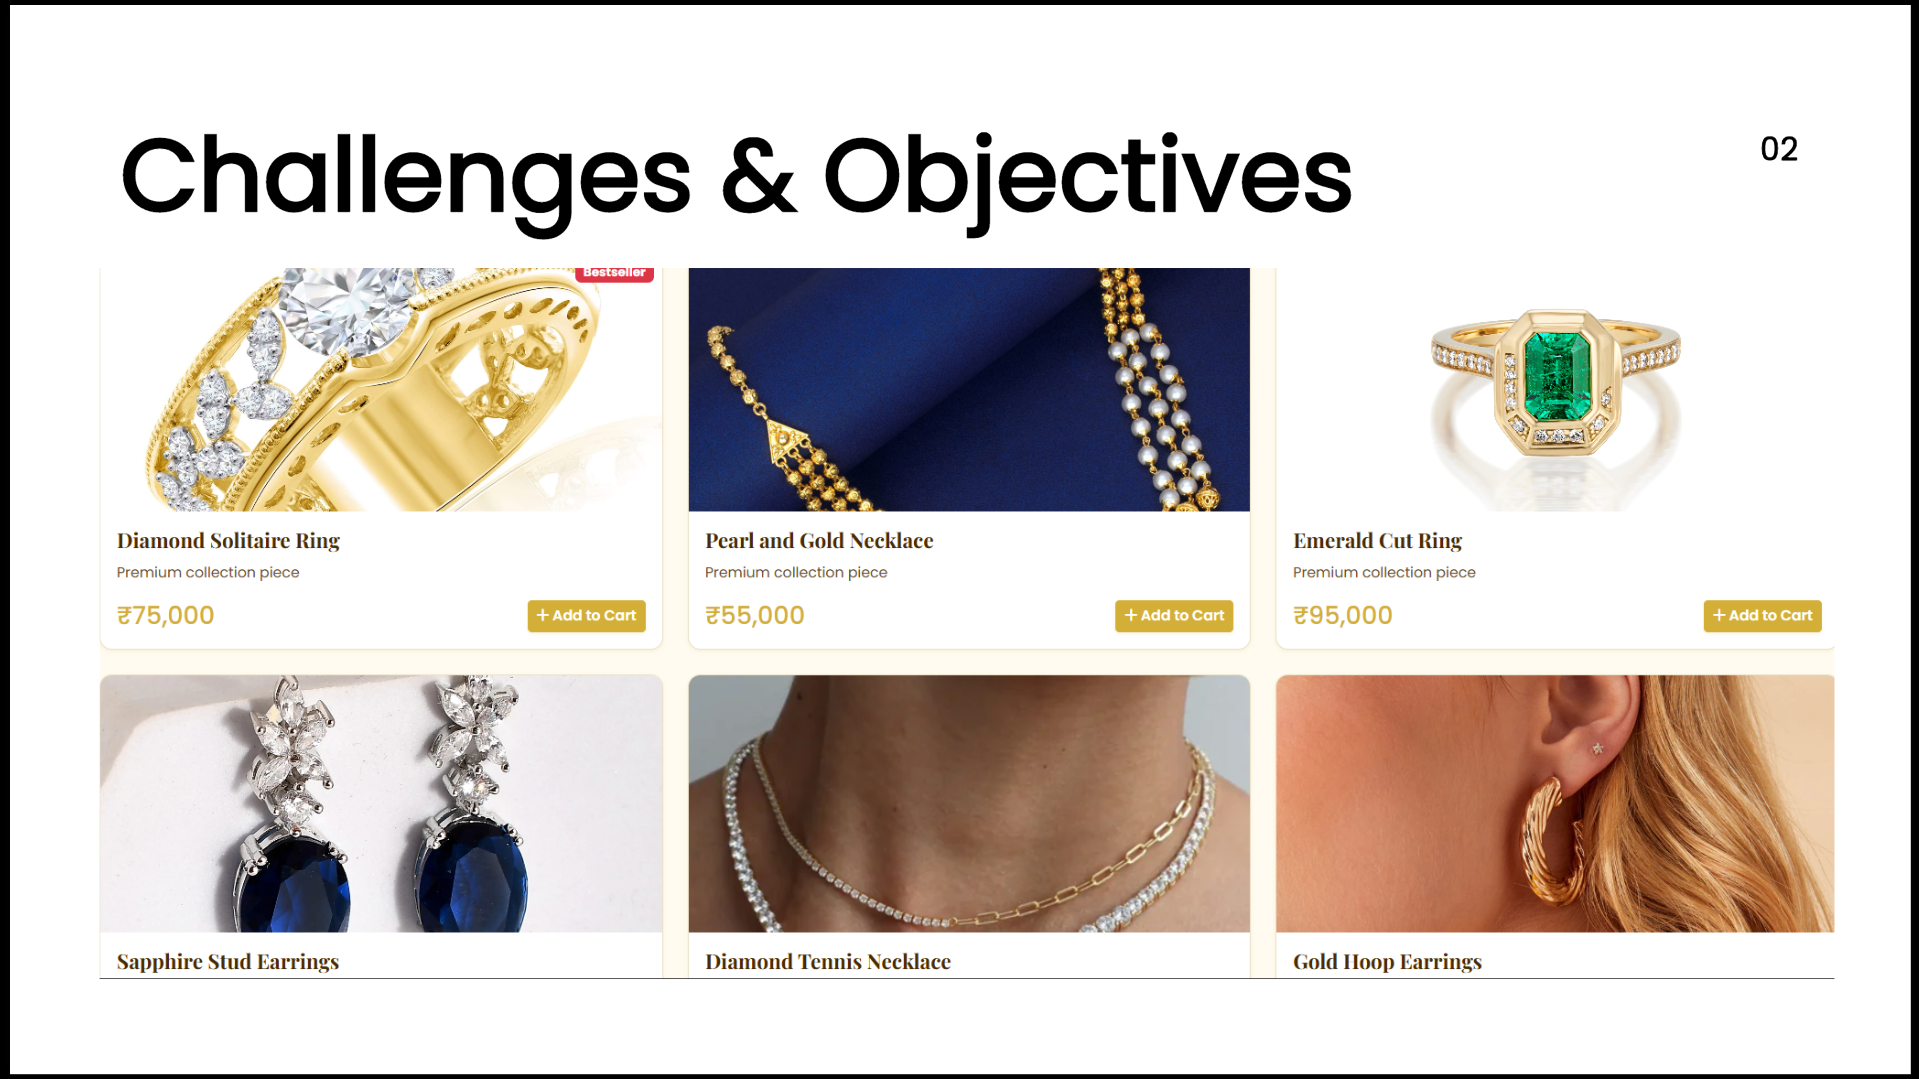 Challenges & Objectives
02
Bestseller
Diamond Solitaire Ring
Premium collection piece
₹75,000
+ Add to Cart
Pearl and Gold Necklace
Premium collection piece
₹55,000
+ Add to Cart
Emerald Cut Ring
Premium collection piece
₹95,000
+ Add to Cart
Sapphire Stud Earrings
Diamond Tennis Necklace
Gold Hoop Earrings